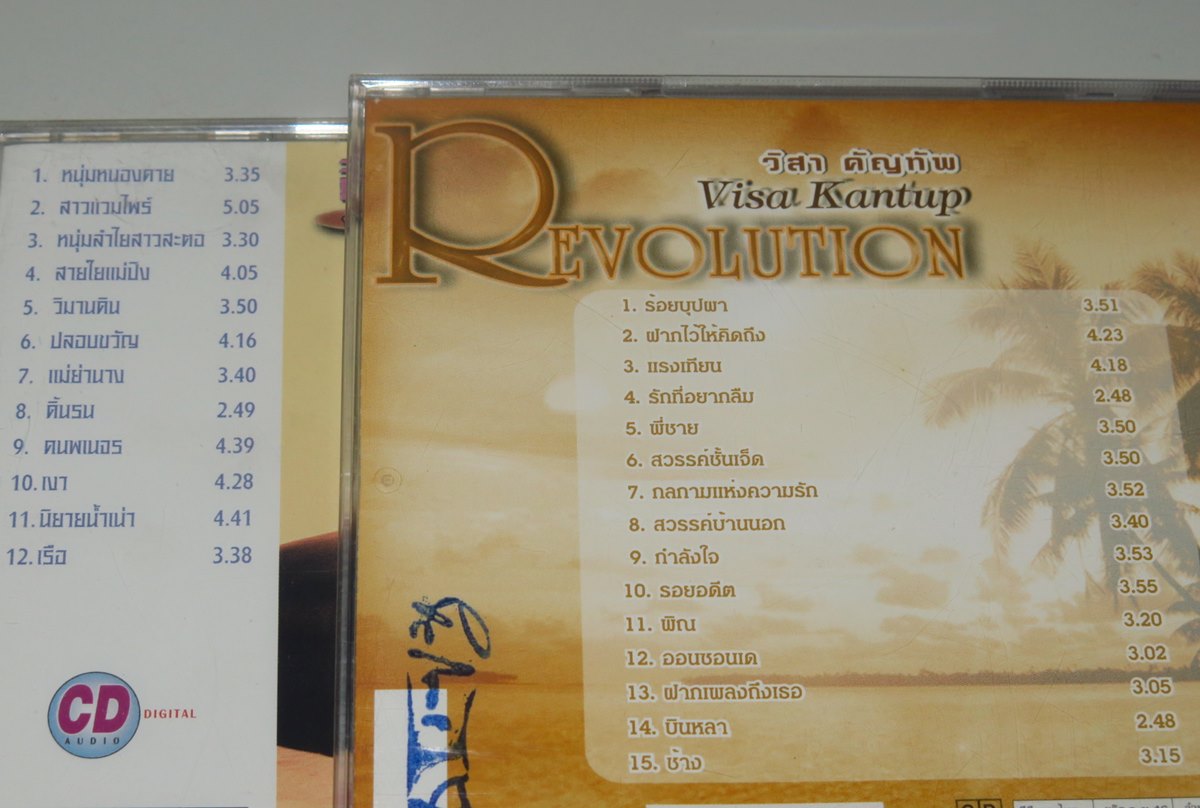 1. หนุ่มหนองคาย 3.35
2. สาวแวมไพร์ 5.05
3. หนุ่มลำไยสาวสะตอ 3.30
4. สายใยแม่ปิง 4.05
5. วิมานดิน 3.50
6. ปลอบขวัญ 4.16
7. แม่ย่านาง 3.40
8. ดิ้นรน 2.49
9. คนพเนจร 4.39
10. เงา 4.28
11. นิยายน้ำเน่า 4.41
12. เรือ 3.38
CD
AUDIO
DIGITAL
วิสา คัญทัพ
Visa Kantup
REVOLUTION
1. ร้อยบุปผา 3.51
2. ฝากไว้ให้คิดถึง 4.23
3. แรงเทียน 4.18
4. รักที่อยากลืม 2.48
5. พี่ชาย 3.50
6. สวรรค์ชั้นเจ็ด 3.50
7. กลกามแห่งความรัก 3.52
8. สวรรค์บ้านนอก 3.40
9. กำลังใจ 3.53
10. รอยอดีต 3.55
11. พิณ 3.20
12. ออนซอนเด 3.02
13. ฝากเพลงถึงเธอ 3.05
14. บินหลา 2.48
15. ช้าง 3.15